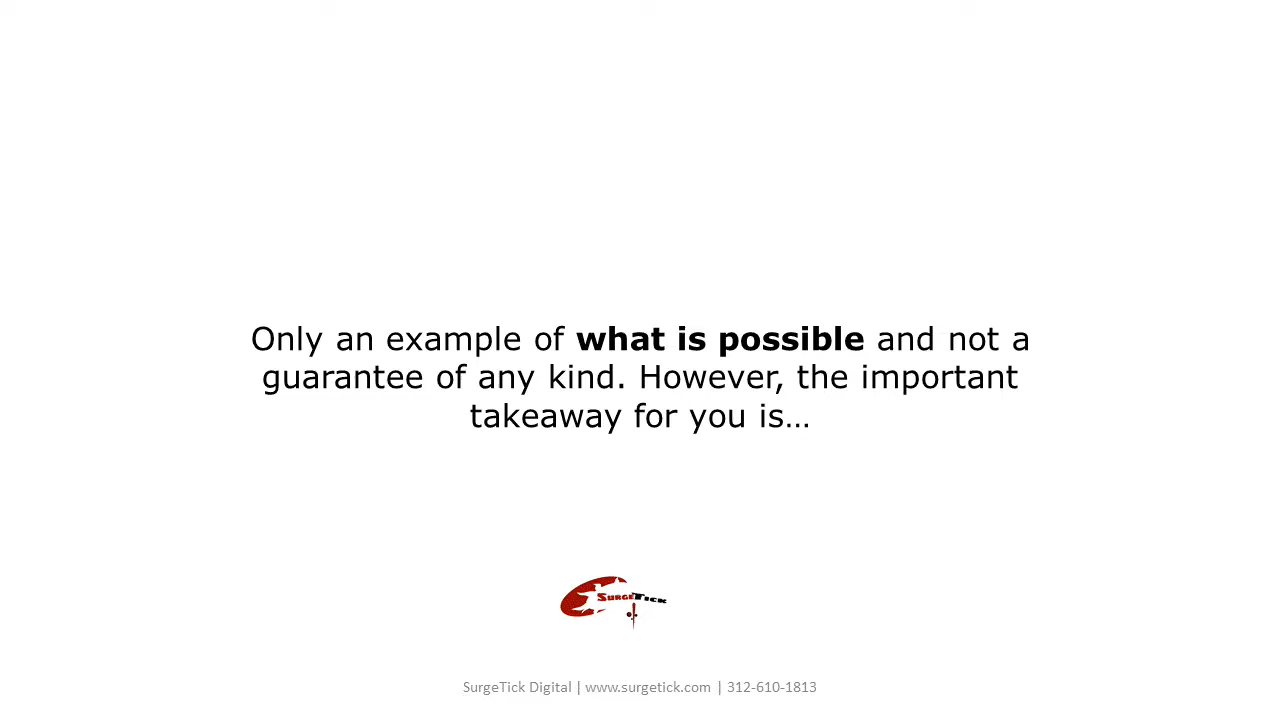 Only an example of what is possible and not a
guarantee of any kind. However, the important
takeaway for you is…
SurgeTick
SurgeTick Digital | www.surgetick.com | 312-610-1813